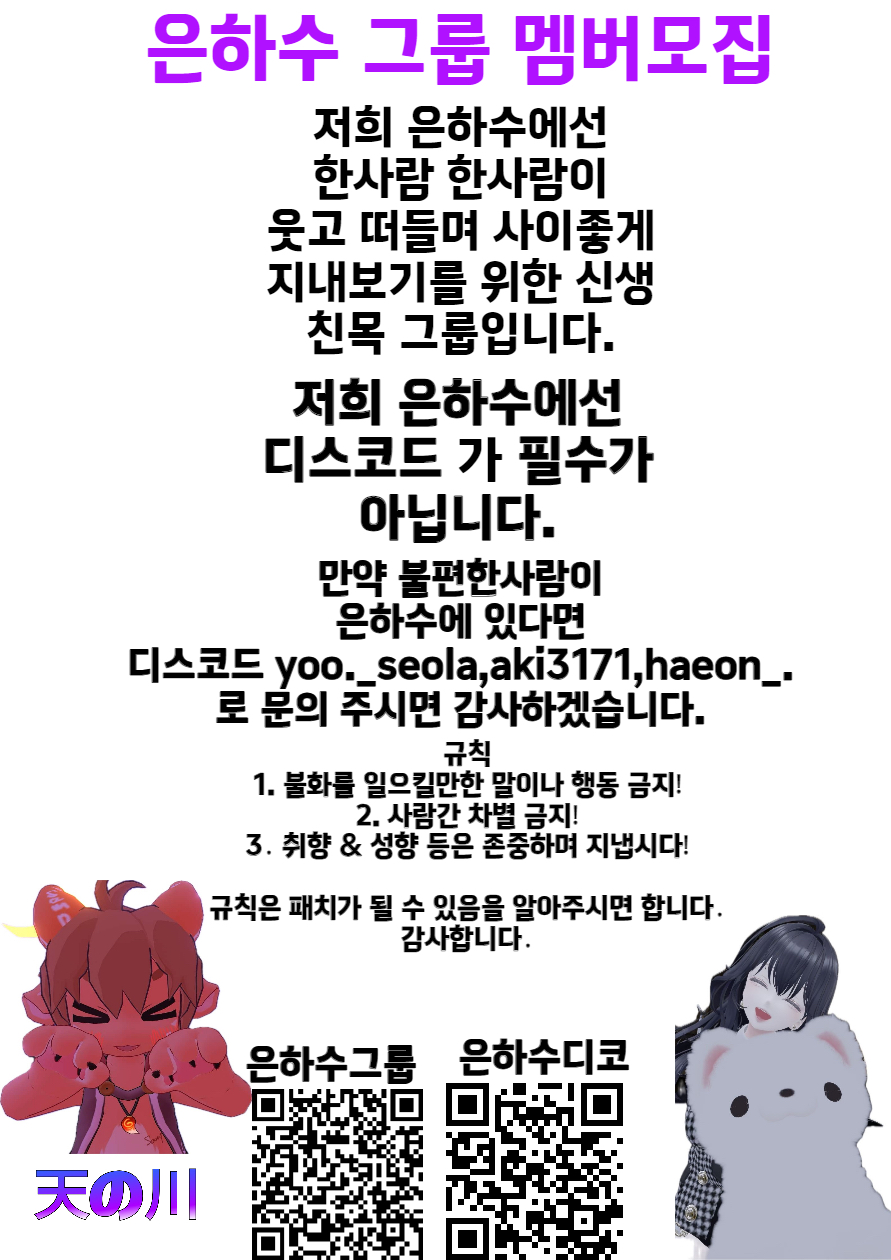 은하수 그룹 멤버모집
저희 은하수에선
한사람 한사람이
웃고 떠들며 사이좋게
지내보기를 위한 신생
친목 그룹입니다.
저희 은하수에선
디스코드 가 필수가
아닙니다.
만약 불편한사람이
은하수에 있다면
디스코드 yoo._seola,aki3171,haeon_.
로 문의 주시면 감사하겠습니다.
규칙
1. 불화를 일으킬만한 말이나 행동 금지!
2. 사람간 차별 금지!
3. 취향 & 성향 등은 존중하며 지냅시다!
규칙은 패치가 될 수 있음을 알아주시면 합니다.
감사합니다.
은하수그룹
은하수디코
天の川